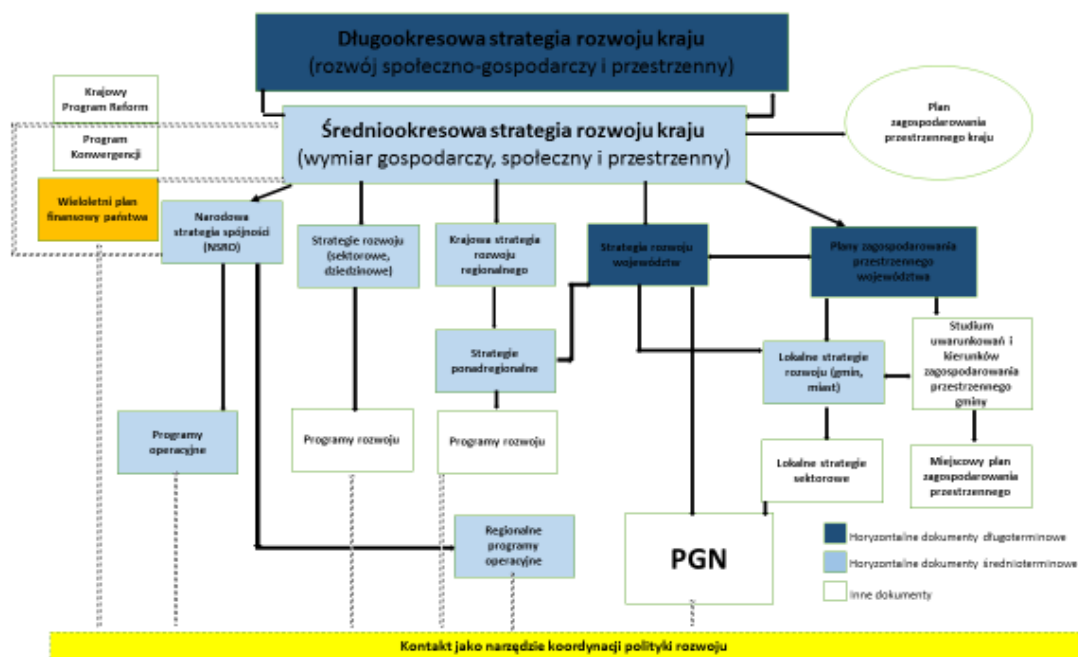 Długookresowa strategia rozwoju kraju
(rozwój społeczno-gospodarczy i przestrzenny)
Krajowy
Program Reform
Średniookresowa strategia rozwoju kraju
(wymiar gospodarczy, społeczny i przestrzenny)
Plan
zagospodarowania
przestrzennego kraju
Program
Konwergencji
Wieloletni plan
finansowy państwa
Narodowa
strategia spójności
(NSRO)
Strategie rozwoju
(sektorowe,
dziedzinowe)
Krajowa strategia
rozwoju
regionalnego
Strategia rozwoju
województw
Plany zagospodarowania
przestrzennego
województwa
Strategie
ponadregionalne
Lokalne strategie
rozwoju (gmin,
miast)
Studium
uwarunkowań i
kierunków
zagospodarowania
przestrzennego
gminy
Programy
operacyjne
Programy rozwoju
Programy rozwoju
Lokalne strategie
sektorowe
Miejscowy plan
zagospodarowania
przestrzennego
Regionalne
programy
operacyjne
PGN
Horyzontalne dokumenty długoterminowe
Horyzontalne dokumenty średnioterminowe
Inne dokumenty
Kontakt jako narzędzie koordynacji polityki rozwoju